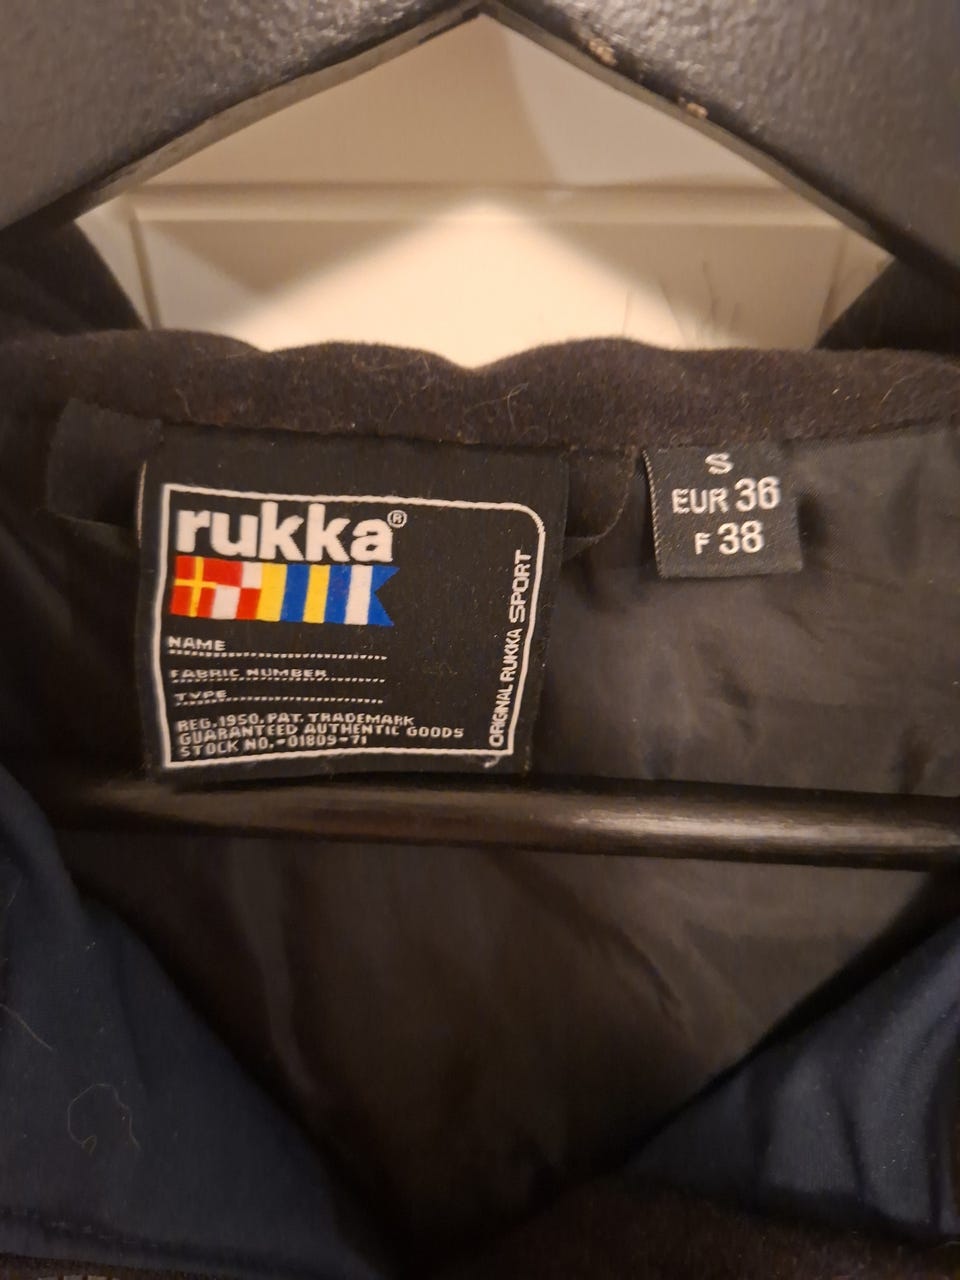 rukka®
NAME
FABRIC NUMBER
TYPE
REG.1950.PAT. TRADEMARK
GUARANTEED AUTHENTIC GOODS
STOCK NO.-01809-71
ORIGINAL RUKKA SPORT
S
EUR 36
F 38